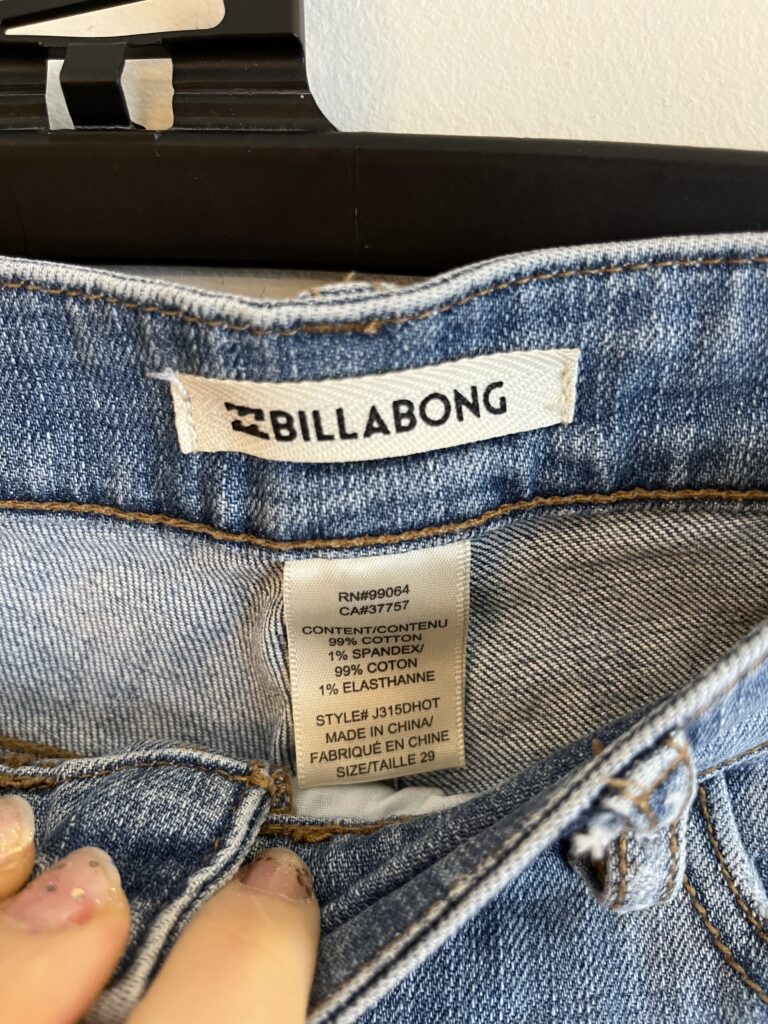 BILLABONG
RN#99064
CA#37757
CONTENT/CONTENU
99% COTTON
1% SPANDEX/
99% COTON
1% ELASTHANNE
STYLE# J315DHOT
MADE IN CHINA/
FABRIQUÉ EN CHINE
SIZE/TAILLE 29